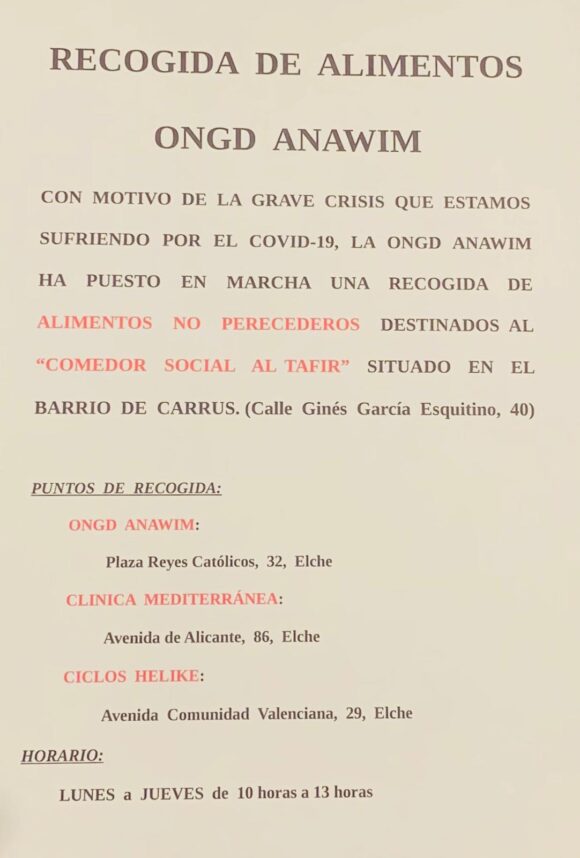 RECOGIDA DE ALIMENTOS
ONGD ANAWIM
CON MOTIVO DE LA GRAVE CRISIS QUE ESTAMOS
SUFRIENDO POR EL COVID-19, LA ONGD ANAWIM
HA PUESTO EN MARCHA UNA RECOGIDA DE
ALIMENTOS NO PERECEDEROS DESTINADOS AL
“COMEDOR SOCIAL AL TAFIR” SITUADO EN EL
BARRIO DE CARRUS. (Calle Ginés García Esquitino, 40)
PUNTOS DE RECOGIDA:
ONGD ANAWIM:
Plaza Reyes Católicos, 32, Elche
CLINICA MEDITERRÁNEA:
Avenida de Alicante, 86, Elche
CICLOS HELIKE:
Avenida Comunidad Valenciana, 29, Elche
HORARIO:
LUNES a JUEVES de 10 horas a 13 horas